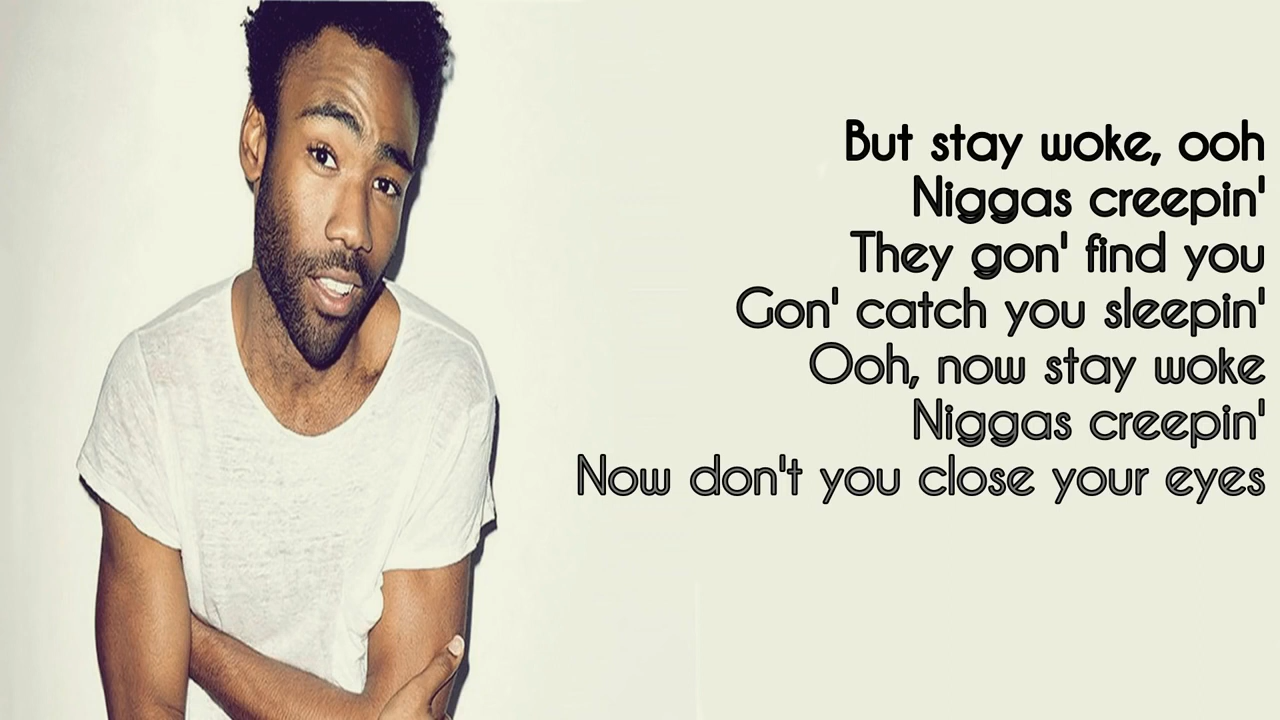 But stay woke, ooh
Niggas creepin'
They gon' find you
Gon' catch you sleepin'
Ooh, now stay woke
Niggas creepin'
Now don't you close your eyes